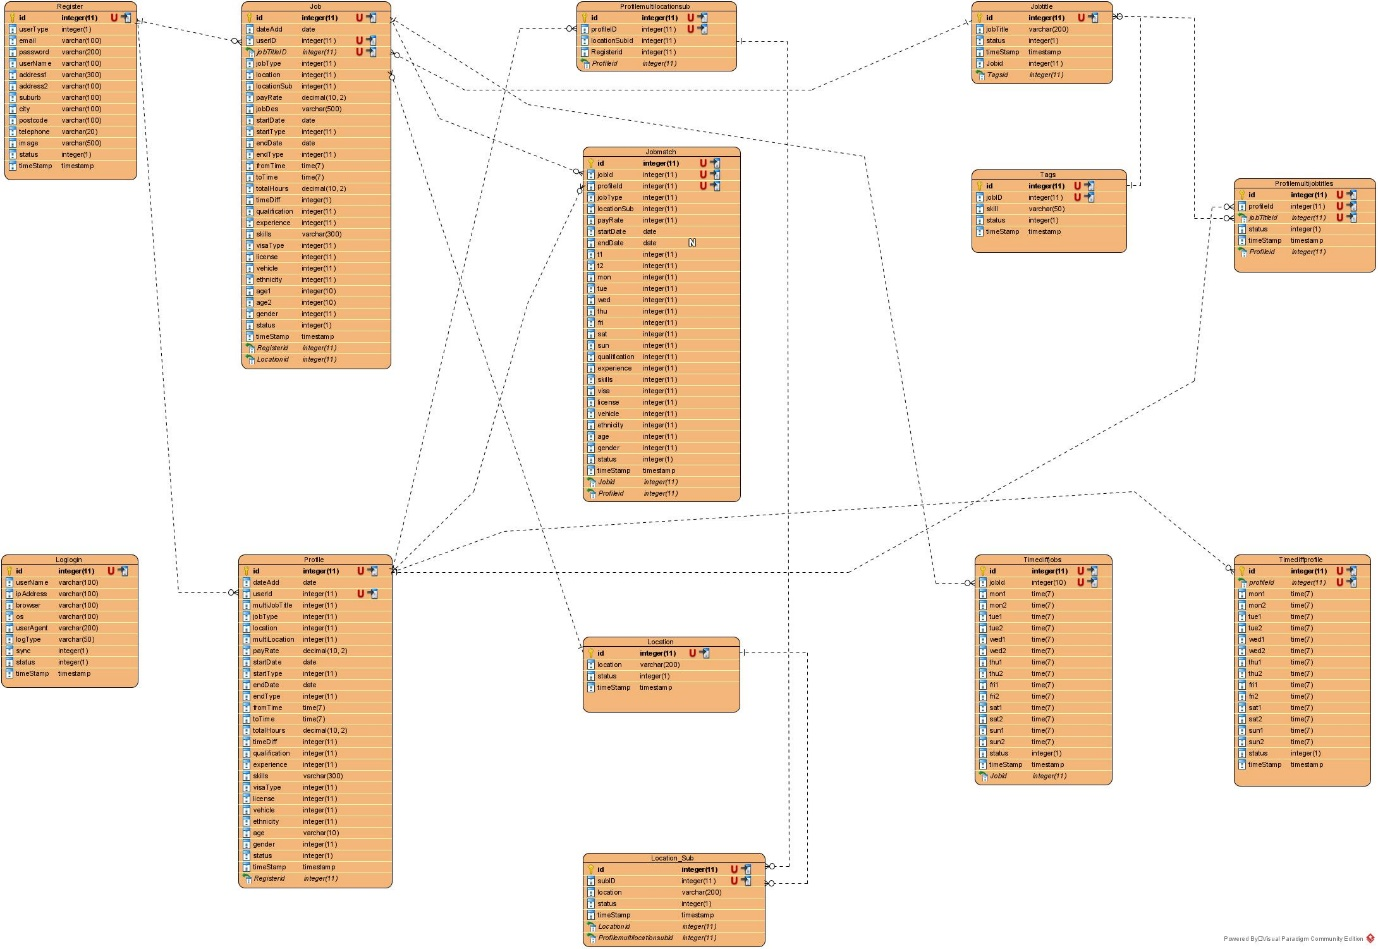 Register
id integer(11) U
userType integer(1)
email varchar(100)
password varchar(200)
userName varchar(100)
address1 varchar(300)
address2 varchar(100)
suburb varchar(100)
city varchar(100)
postcode varchar(100)
telephone varchar(20)
image varchar(500)
status integer(1)
timeStamp timestamp
Job
id integer(11) U
dateAdd date
userID integer(11) U
jobTitleID integer(11) U
jobType integer(11)
location integer(11)
locationSub integer(11)
payRate decimal(10, 2)
jobDes varchar(500)
startDate date
startType integer(11)
endDate date
endType integer(11)
fromTime time(7)
toTime time(7)
totalHours decimal(10, 2)
timeDiff integer(1)
qualification integer(11)
experience integer(11)
skills varchar(300)
visaType integer(11)
license integer(11)
vehicle integer(11)
ethnicity integer(11)
age1 integer(10)
age2 integer(10)
gender integer(11)
status integer(1)
timeStamp timestamp
Registerid integer(11)
Locationid integer(11)
Profilemultilocationsub
id integer(11) U
profileID integer(11) U
locationSubId integer(11) U
RegisterId integer(11)
Profileid integer(11)
Jobtitle
id integer(11) U
jobTitle varchar(200)
status integer(1)
timeStamp timestamp
Jobid integer(11)
Tagsid integer(11)
Jobmatch
id integer(11) U
jobId integer(11) U
profileId integer(11) U
jobType integer(11)
locationSub integer(11)
payRate integer(11)
startDate date
endDate date N
t1 integer(11)
t2 integer(11)
mon integer(11)
tue integer(11)
wed integer(11)
thu integer(11)
fri integer(11)
sat integer(11)
sun integer(11)
qualification integer(11)
experience integer(11)
skills integer(11)
visa integer(11)
license integer(11)
vehicle integer(11)
ethnicity integer(11)
age integer(11)
gender integer(11)
status integer(1)
timeStamp timestamp
Jobid integer(11)
Profileid integer(11)
Tags
id integer(11) U
jobID integer(11) U
skill varchar(50)
status integer(1)
timeStamp timestamp
Profilemultijobtitles
id integer(11) U
profileId integer(11) U
jobTitleId integer(11) U
status integer(1)
timeStamp timestamp
Profileid integer(11)
Loglogin
id integer(11) U
userName varchar(100)
ipAddress varchar(100)
browser varchar(100)
os varchar(100)
userAgent varchar(200)
logType varchar(50)
sync integer(1)
status integer(1)
timeStamp timestamp
Profile
id integer(11) U
dateAdd date
userId integer(11) U
multiJobTitle integer(11)
jobType integer(11)
location integer(11)
multiLocation integer(11)
payRate decimal(10, 2)
startDate date
startType integer(11)
endDate date
endType integer(11)
fromTime time(7)
toTime time(7)
totalHours decimal(10, 2)
timeDiff integer(11)
qualification integer(11)
experience integer(11)
skills varchar(300)
visaType integer(11)
license integer(11)
vehicle integer(11)
ethnicity integer(11)
age varchar(10)
gender integer(11)
status integer(1)
timeStamp timestamp
Registerid integer(11)
Location
id integer(11) U
location varchar(200)
status integer(1)
timeStamp timestamp
Location_Sub
id integer(11) U
subID integer(11) U
location varchar(200)
status integer(1)
timeStamp timestamp
Locationid integer(11)
Profilemultilocationsubid integer(11)
Timediffjobs
id integer(11) U
jobId integer(10) U
mon1 time(7)
mon2 time(7)
tue1 time(7)
tue2 time(7)
wed1 time(7)
wed2 time(7)
thu1 time(7)
thu2 time(7)
fri1 time(7)
fri2 time(7)
sat1 time(7)
sat2 time(7)
sun1 time(7)
sun2 time(7)
status integer(1)
timeStamp timestamp
Jobid integer(11)
Timediffprofile
id integer(11) U
profileId integer(11) U
mon1 time(7)
mon2 time(7)
tue1 time(7)
tue2 time(7)
wed1 time(7)
wed2 time(7)
thu1 time(7)
thu2 time(7)
fri1 time(7)
fri2 time(7)
sat1 time(7)
sat2 time(7)
sun1 time(7)
sun2 time(7)
status integer(1)
timeStamp timestamp
Powered By Visual Paradigm Community Edition